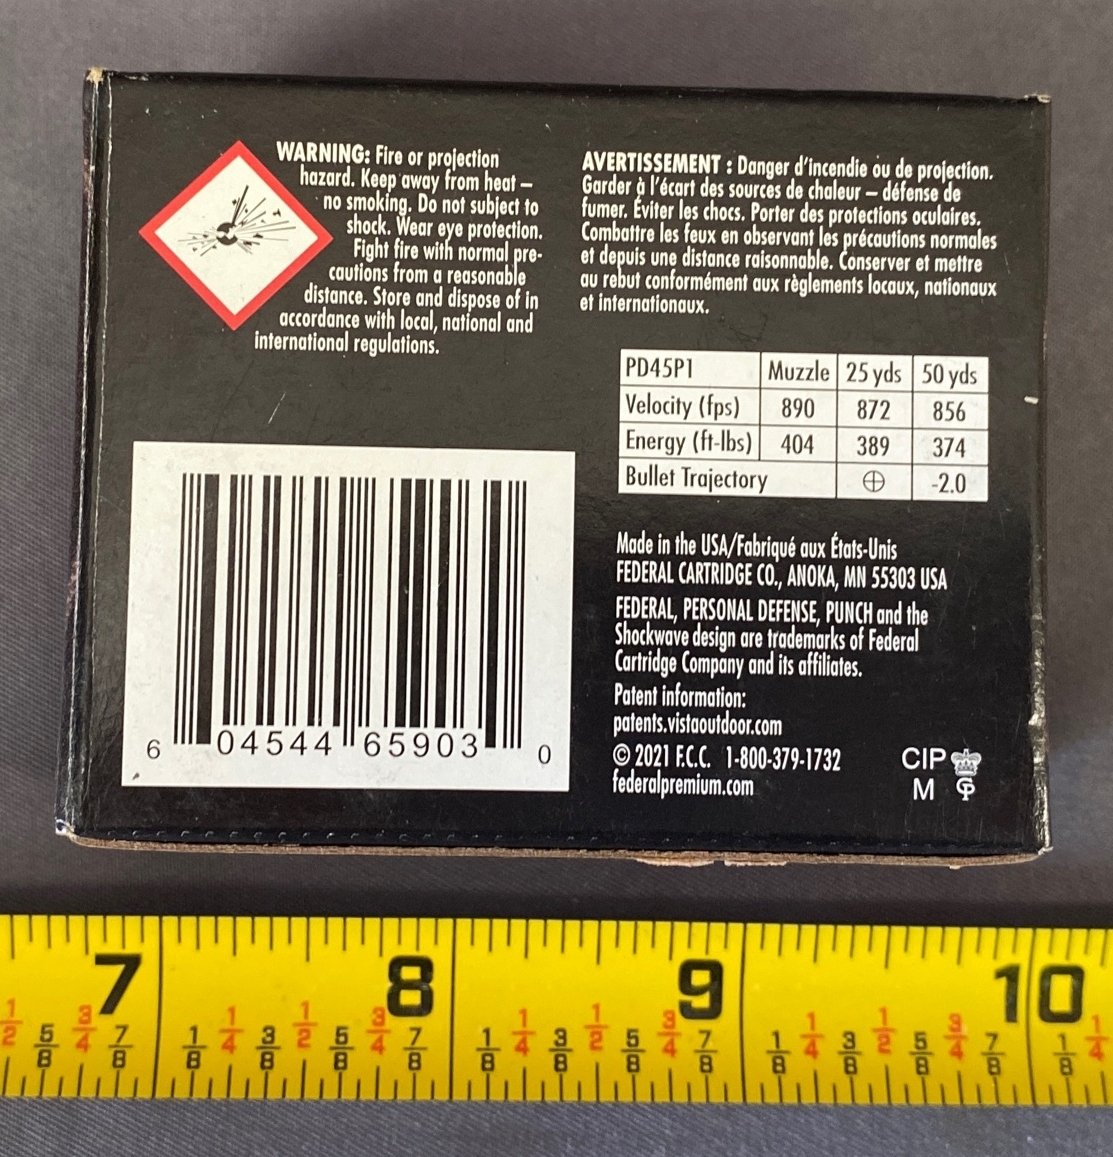 WARNING: Fire or projection
hazard. Keep away from heat –
no smoking. Do not subject to
shock. Wear eye protection.
Fight fire with normal pre-
cautions from a reasonable
distance. Store and dispose of in
accordance with local, national and
international regulations.
AVERTISSEMENT : Danger d'incendie ou de projection.
Garder à l'écart des sources de chaleur – défense de
fumer. Éviter les chocs. Porter des protections oculaires.
Combattre les feux en observant les précautions normales
et depuis une distance raisonnable. Conserver et mettre
au rebut conformément aux règlements locaux, nationaux
et internationaux.
PD45P1 Muzzle 25 yds 50 yds
Velocity (fps) 890 872 856
Energy (ft-lbs) 404 389 374
Bullet Trajectory ⊕ -2.0
6 04544 65903 0
Made in the USA/Fabriqué aux États-Unis
FEDERAL CARTRIDGE CO., ANOKA, MN 55303 USA
FEDERAL, PERSONAL DEFENSE, PUNCH and the
Shockwave design are trademarks of Federal
Cartridge Company and its affiliates.
Patent information:
patents.vistaoutdoor.com
© 2021 F.C.C. 1-800-379-1732
federalpremium.com
CIP
M
7 8 9 10
1/2 5/8 3/4 7/8 1/8 1/4 3/8 1/2 5/8 3/4 7/8 1/8 1/4 3/8 1/2 5/8 3/4 7/8 1/8 1/4 3/8 1/2 5/8 3/4 7/8 1/8 1/4